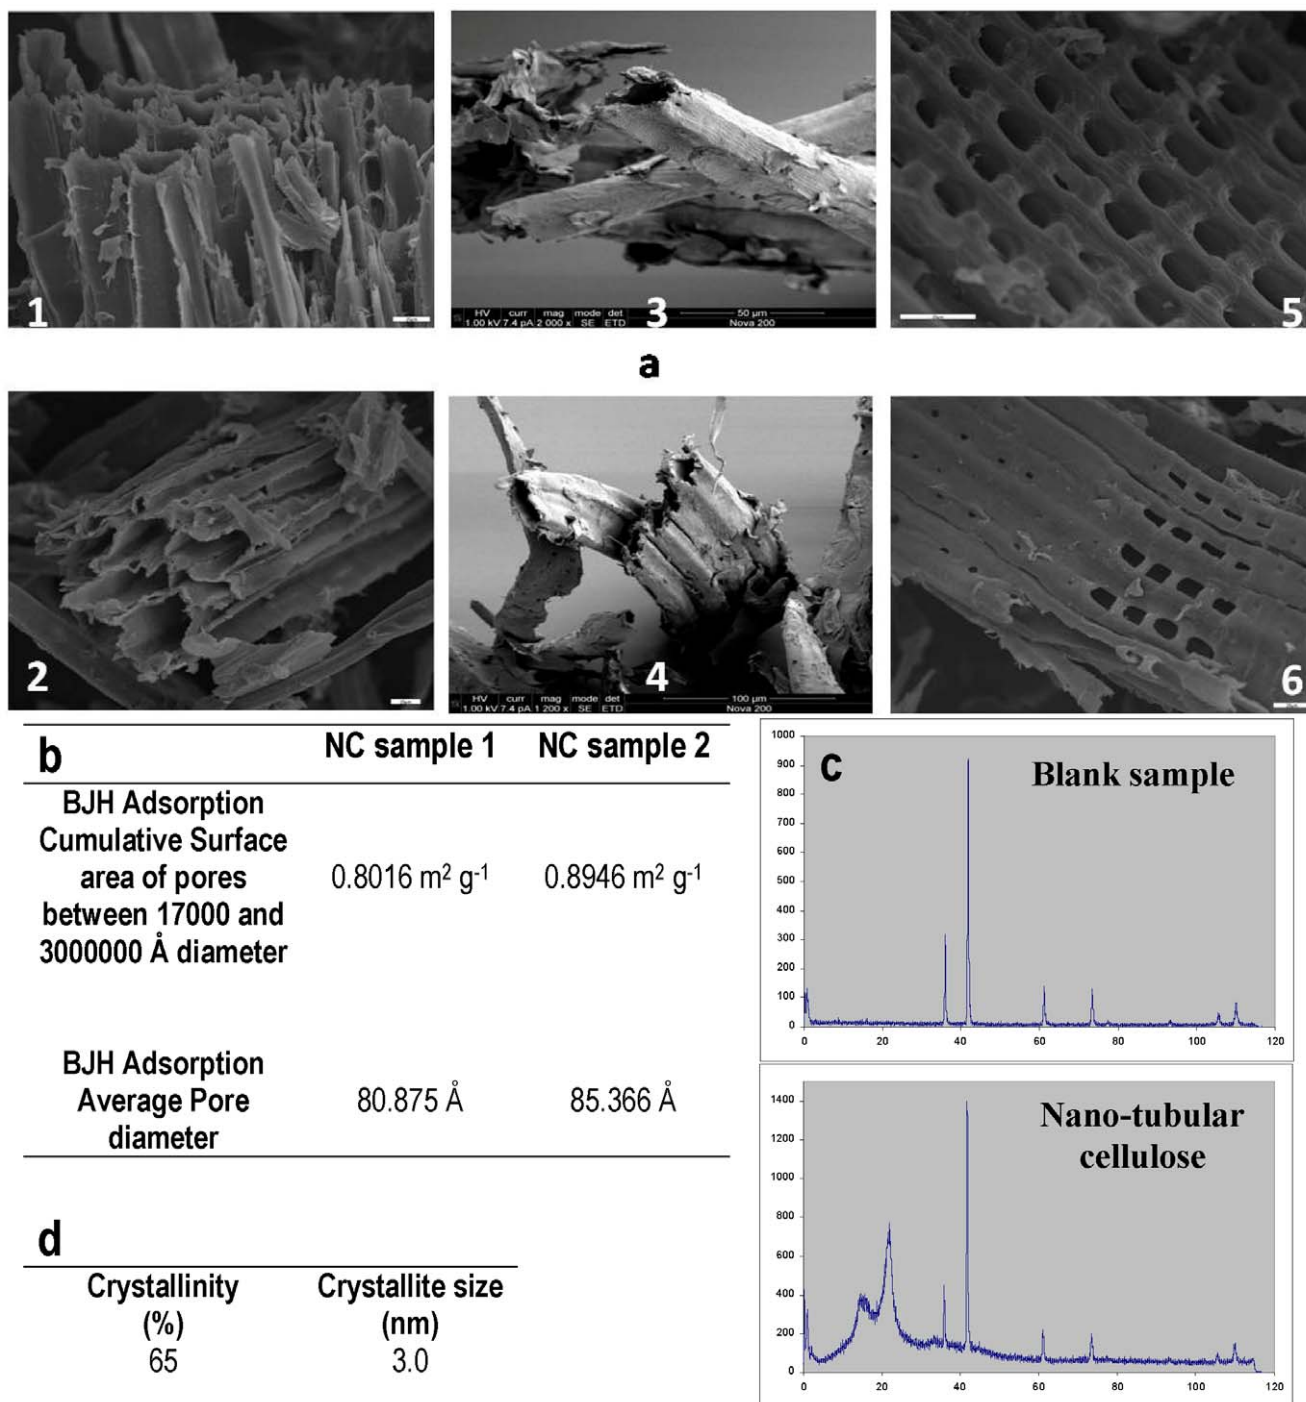 1
3
5
HV curr mag mode det
1.00 kV 7.4 pA 2 000 x SE ETD
50 µm
Nova 200
a
2
4
6
HV curr mag mode det
1.00 kV 7.4 pA 1 200 x SE ETD
100 µm
Nova 200
b
NC sample 1 NC sample 2
BJH Adsorption
Cumulative Surface
area of pores
between 17000 and
3000000 Å diameter
0.8016 m² g⁻¹ 0.8946 m² g⁻¹
BJH Adsorption
Average Pore
diameter
80.875 Å 85.366 Å
c
Blank sample
1000
900
800
700
600
500
400
300
200
100
0
0 20 40 60 80 100 120
Nano-tubular
cellulose
1400
1200
1000
800
600
400
200
0
0 20 40 60 80 100 120
d
Crystallinity
(%)
Crystallite size
(nm)
65 3.0